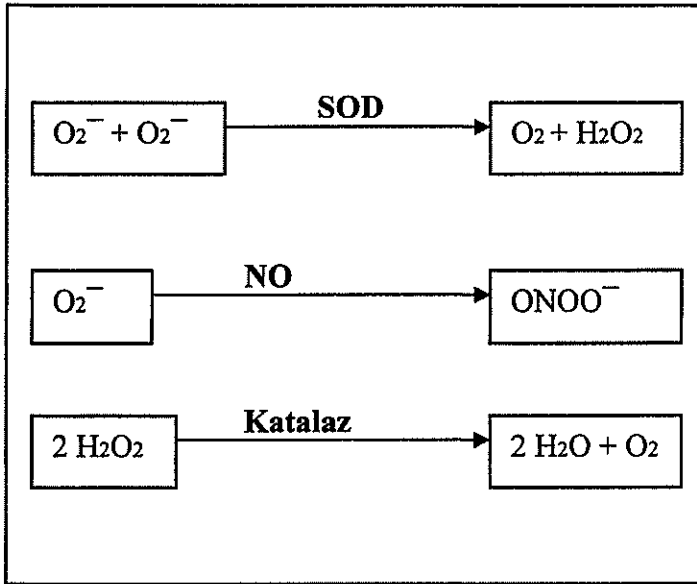 SOD
O₂⁻ + O₂⁻ O₂ + H₂O₂
NO
O₂⁻ ONOO⁻
Katalaz
2 H₂O₂ 2 H₂O + O₂